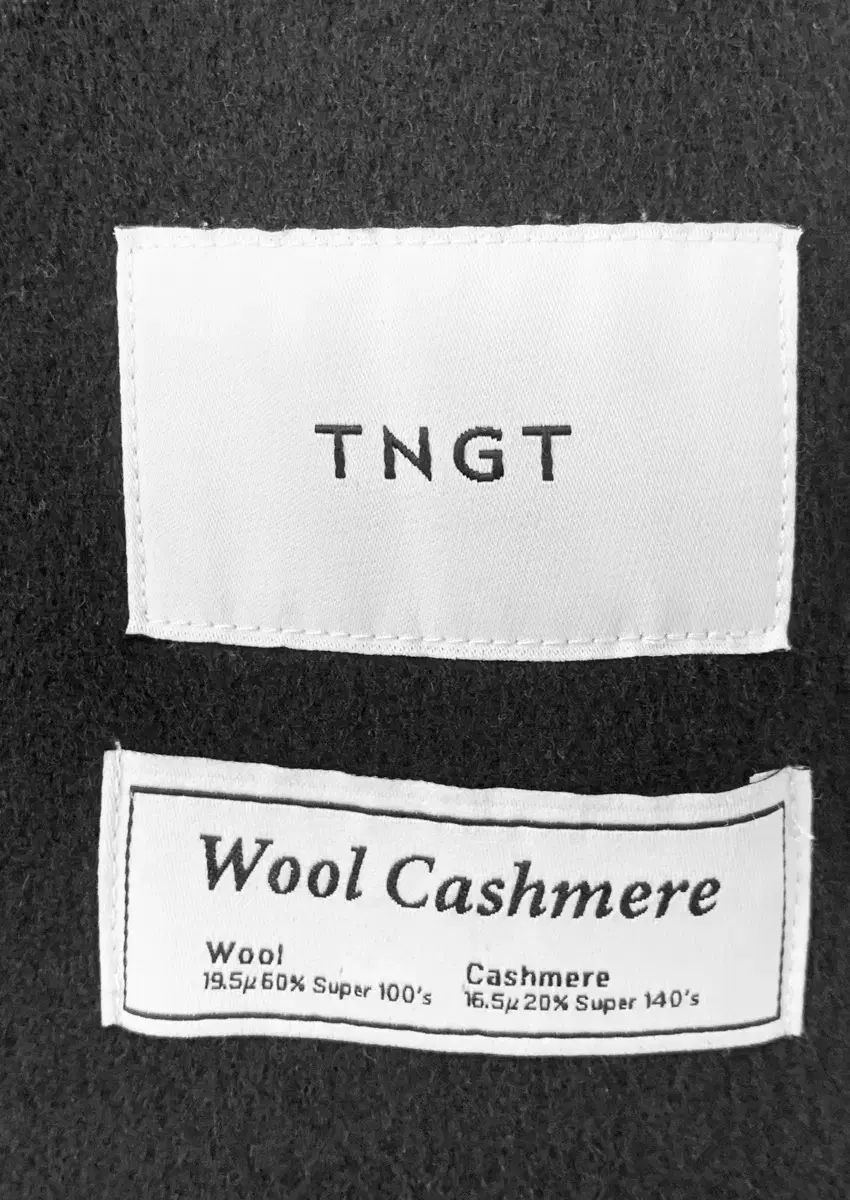 TNGT
Wool Cashmere
Wool
19.5μ 60% Super 100's
Cashmere
16.5μ 20% Super 140's